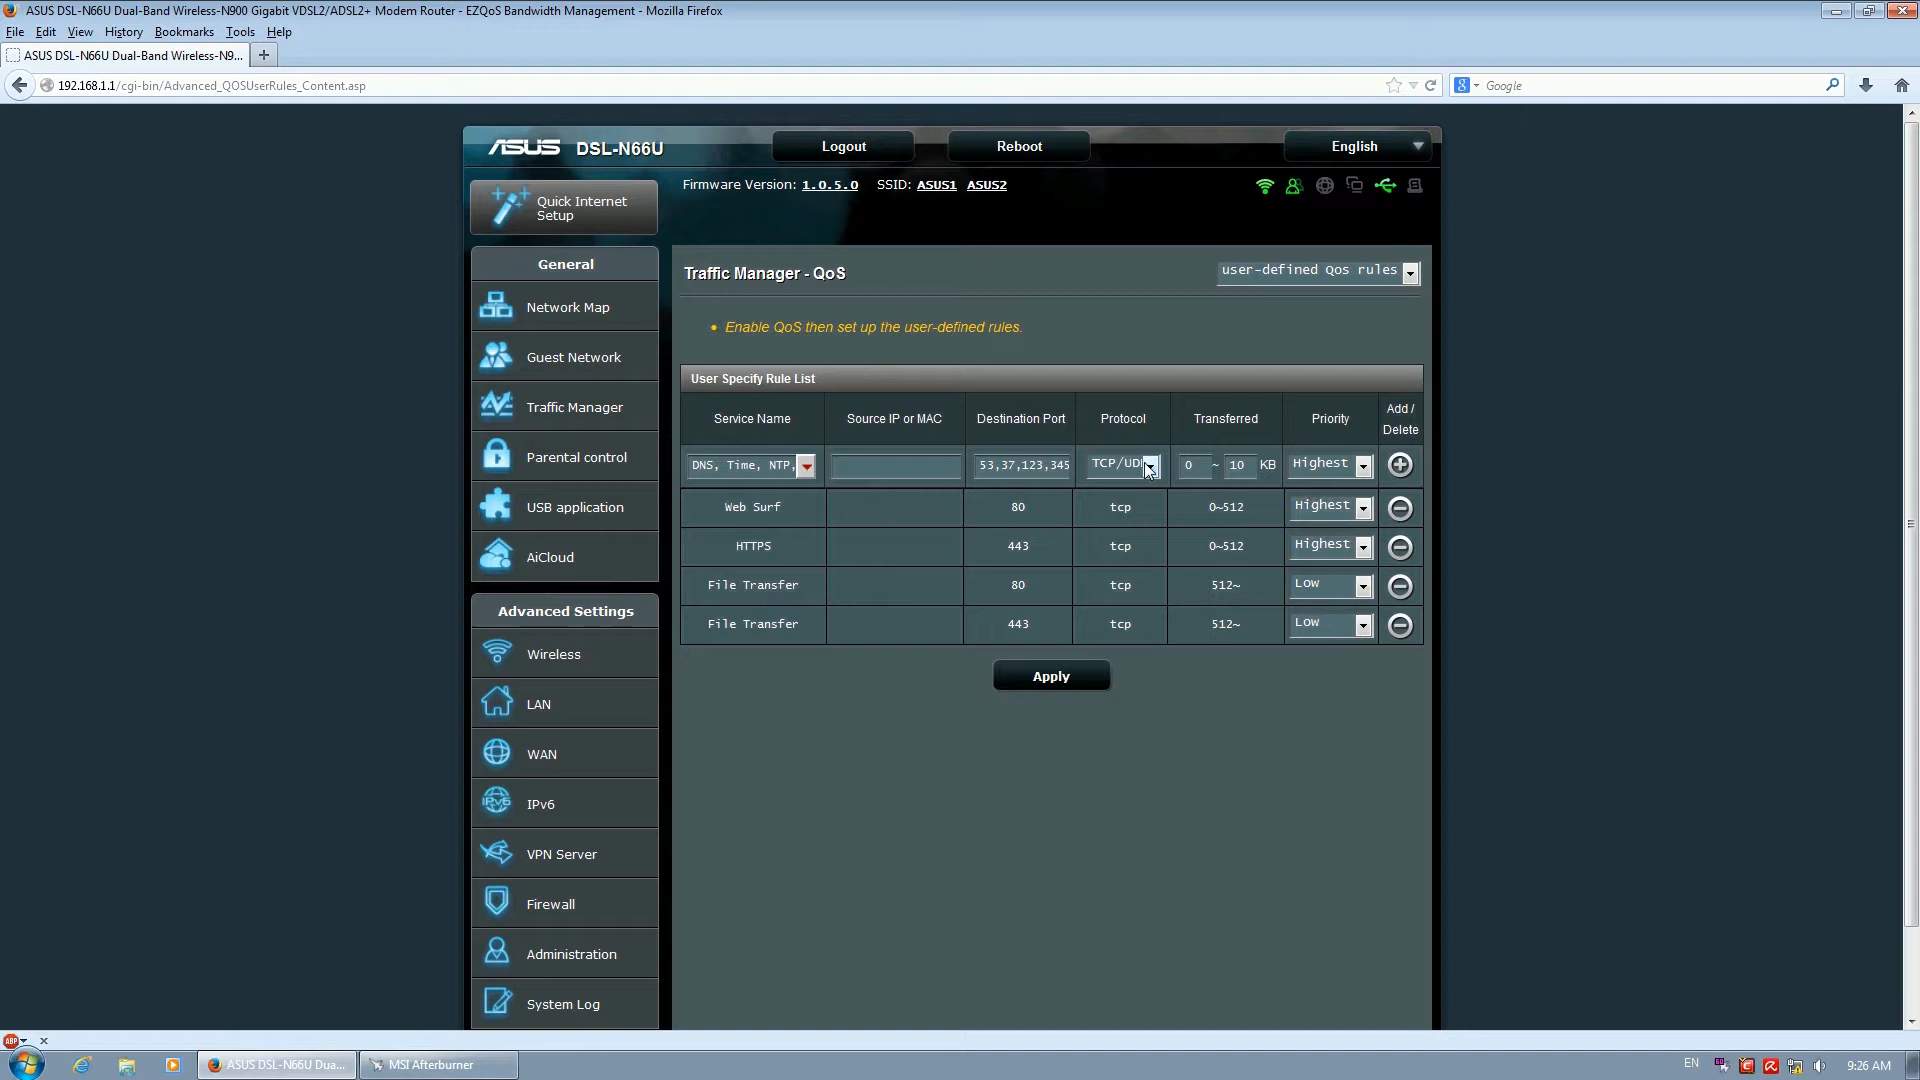 ASUS DSL-N66U Dual-Band Wireless-N900 Gigabit VDSL2/ADSL2+ Modem Router - EZQoS Bandwidth Management - Mozilla Firefox
File Edit View History Bookmarks Tools Help
ASUS DSL-N66U Dual-Band Wireless-N9... +
192.168.1.1/cgi-bin/Advanced_QOSUserRules_Content.asp
Google
ASUS DSL-N66U
Logout
Reboot
English
Firmware Version: 1.0.5.0 SSID: ASUS1 ASUS2
Quick Internet
Setup
General
Network Map
Guest Network
Traffic Manager
Parental control
USB application
AiCloud
Advanced Settings
Wireless
LAN
WAN
IPv6
IPv6
VPN Server
Firewall
Administration
System Log
Traffic Manager - QoS
user-defined Qos rules
• Enable QoS then set up the user-defined rules.
User Specify Rule List
Service Name Source IP or MAC Destination Port Protocol Transferred Priority Add / Delete
DNS, Time, NTP, 53,37,123,345 TCP/UD 0 ~ 10 KB Highest
Web Surf 80 tcp 0~512 Highest
HTTPS 443 tcp 0~512 Highest
File Transfer 80 tcp 512~ Low
File Transfer 443 tcp 512~ Low
Apply
ABP
ASUS DSL-N66U Dua... MSI Afterburner
EN
9:26 AM